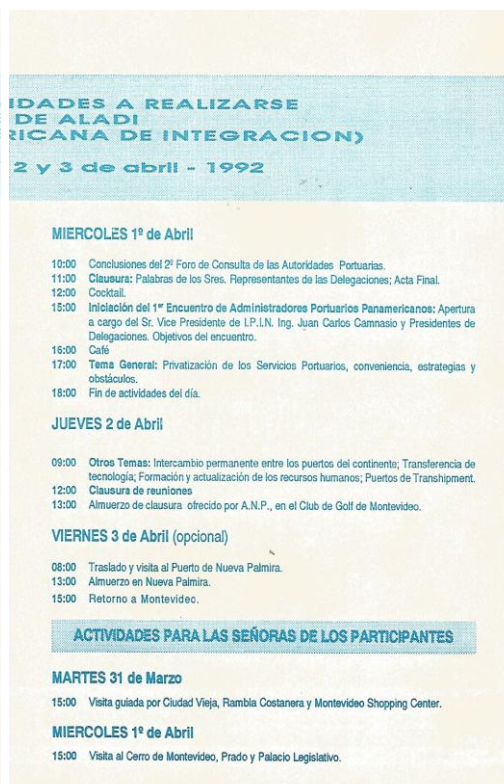 IDADES A REALIZARSE
DE ALADI
RICANA DE INTEGRACION)
2 y 3 de abril - 1992
MIERCOLES 1º de Abril
10:00 Conclusiones del 2º Foro de Consulta de las Autoridades Portuarias.
11:00 Clausura: Palabras de los Sres. Representantes de las Delegaciones; Acta Final.
12:00 Cocktail.
15:00 Iniciación del 1er Encuentro de Administradores Portuarios Panamericanos: Apertura
a cargo del Sr. Vice Presidente de I.P.I.N. Ing. Juan Carlos Camnasio y Presidentes de
Delegaciones. Objetivos del encuentro.
16:00 Café
17:00 Tema General: Privatización de los Servicios Portuarios, conveniencia, estrategias y
obstáculos.
18:00 Fin de actividades del día.
JUEVES 2 de Abril
09:00 Otros Temas: Intercambio permanente entre los puertos del continente; Transferencia de
tecnología; Formación y actualización de los recursos humanos; Puertos de Transhipment.
12:00 Clausura de reuniones
13:00 Almuerzo de clausura ofrecido por A.N.P., en el Club de Golf de Montevideo.
VIERNES 3 de Abril (opcional)
08:00 Traslado y visita al Puerto de Nueva Palmira.
13:00 Almuerzo en Nueva Palmira.
15:00 Retorno a Montevideo.
ACTIVIDADES PARA LAS SEÑORAS DE LOS PARTICIPANTES
MARTES 31 de Marzo
15:00 Visita guiada por Ciudad Vieja, Rambla Costanera y Montevideo Shopping Center.
MIERCOLES 1º de Abril
15:00 Visita al Cerro de Montevideo, Prado y Palacio Legislativo.